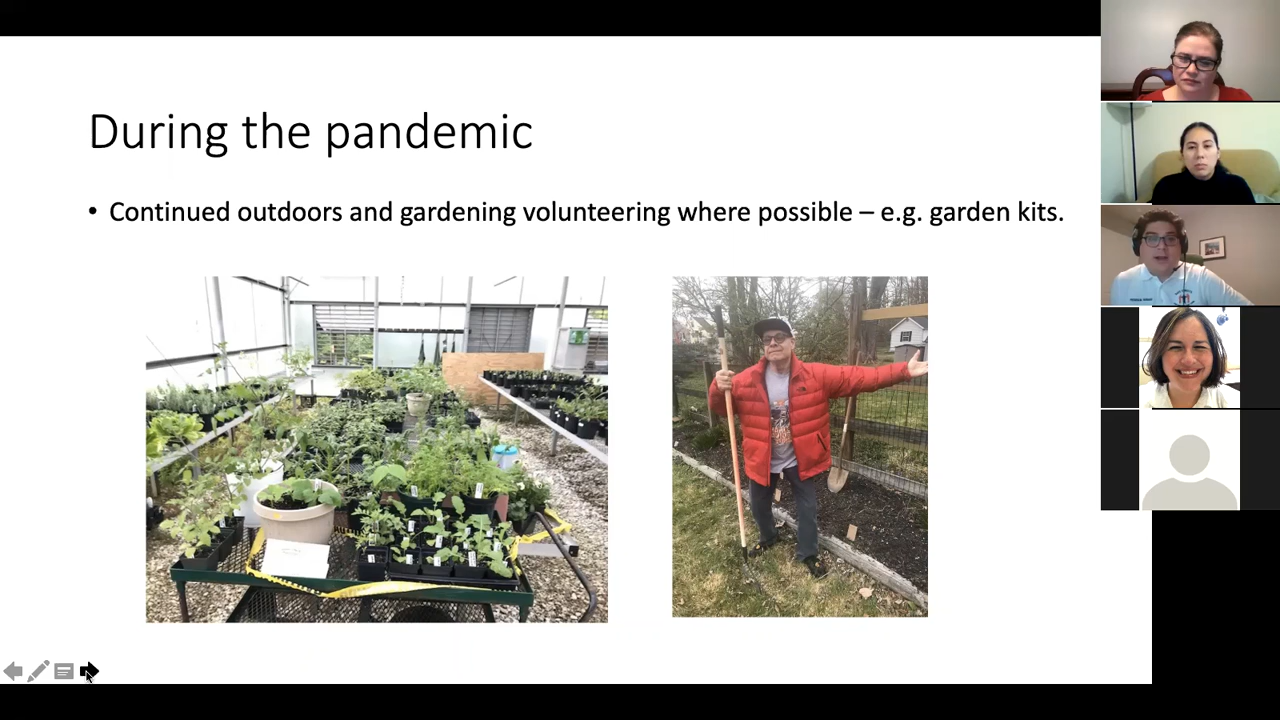 During the pandemic
• Continued outdoors and gardening volunteering where possible – e.g. garden kits.